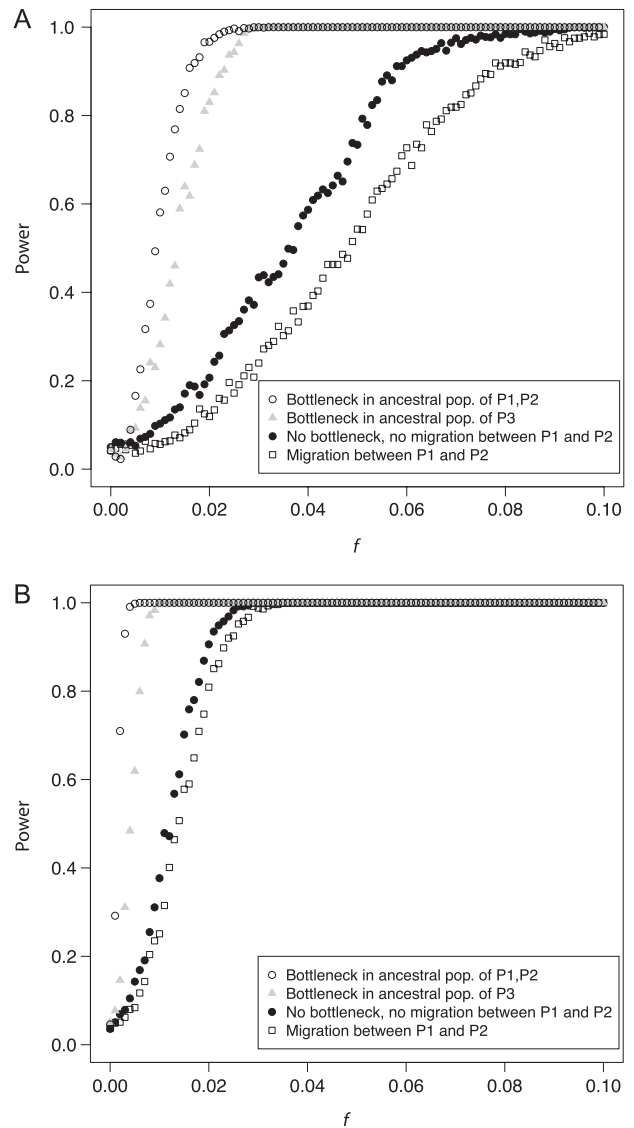 A
1.0
0.8
0.6
0.4
0.2
0.0
Power
Bottleneck in ancestral pop. of P1,P2
Bottleneck in ancestral pop. of P3
No bottleneck, no migration between P1 and P2
Migration between P1 and P2
0.00 0.02 0.04 0.06 0.08 0.10
f
B
1.0
0.8
0.6
0.4
0.2
0.0
Power
Bottleneck in ancestral pop. of P1,P2
Bottleneck in ancestral pop. of P3
No bottleneck, no migration between P1 and P2
Migration between P1 and P2
0.00 0.02 0.04 0.06 0.08 0.10
f